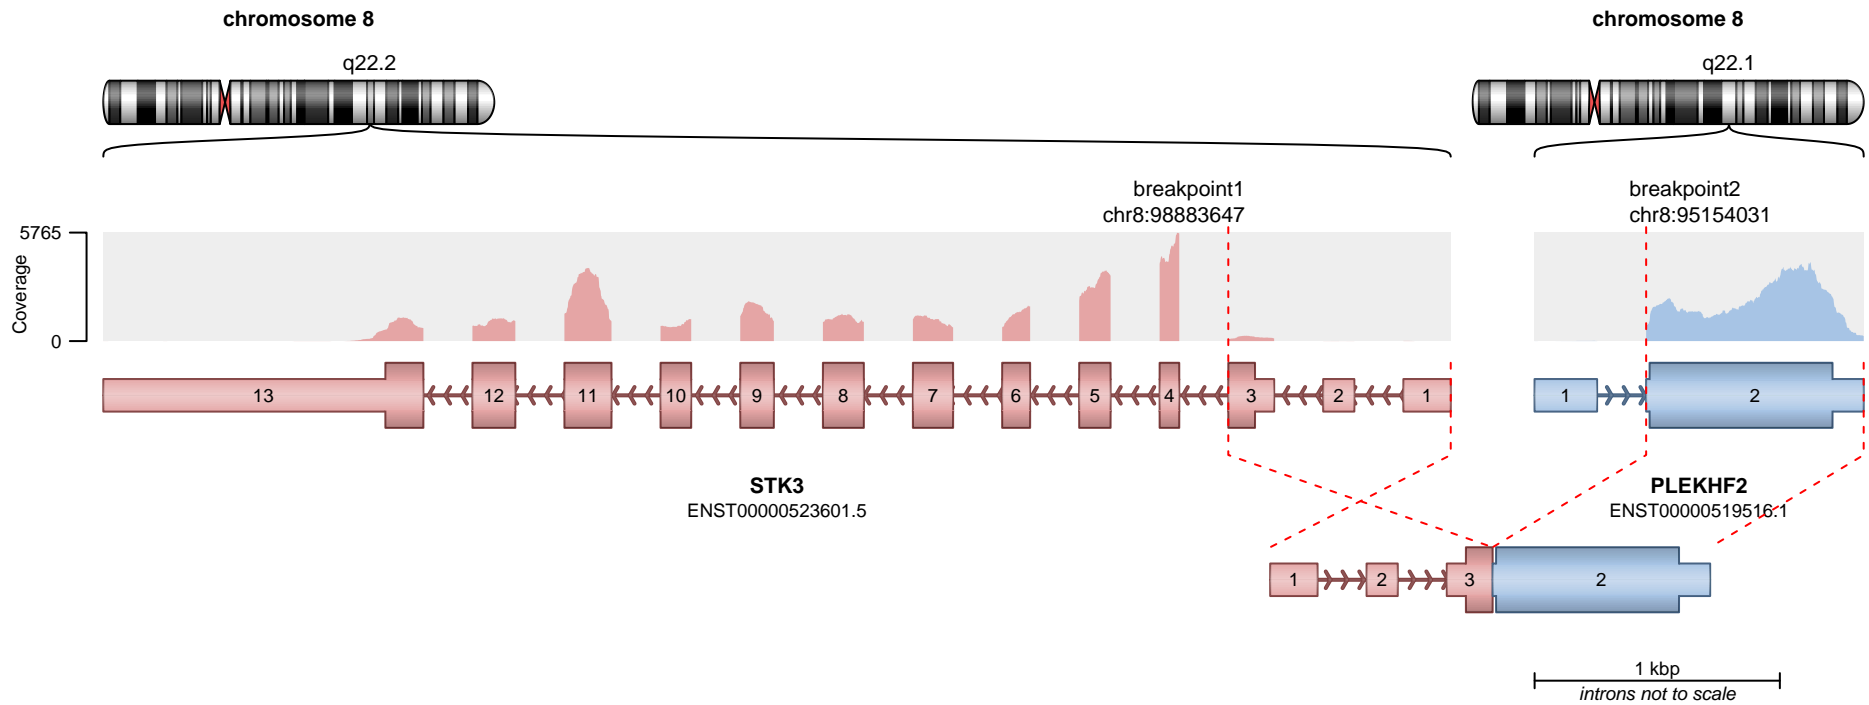 chromosome 8
chromosome 8
q22.2
q22.1
breakpoint1
chr8:98883647
breakpoint2
chr8:95154031
5765
0
Coverage
13
12
11
10
9
8
7
6
5
4
3
2
1
1
2
STK3
ENST00000523601.5
PLEKHF2
ENST00000519516.1
1
2
3
2
1 kbp
introns not to scale